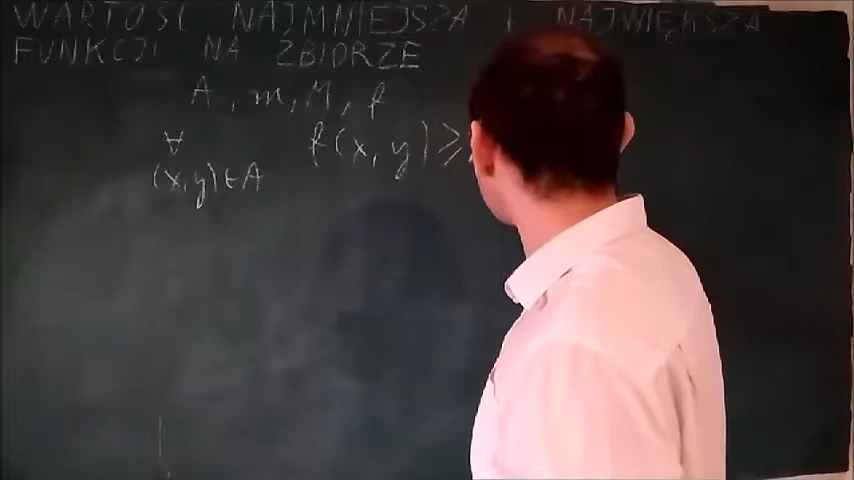 WARTOŚĆ NAJMNIEJSZA I NAJWIĘKSZA
FUNKCJI NA ZBIORZE
A, m, M, f
∀ f(x,y) ≥
(x,y)∈A